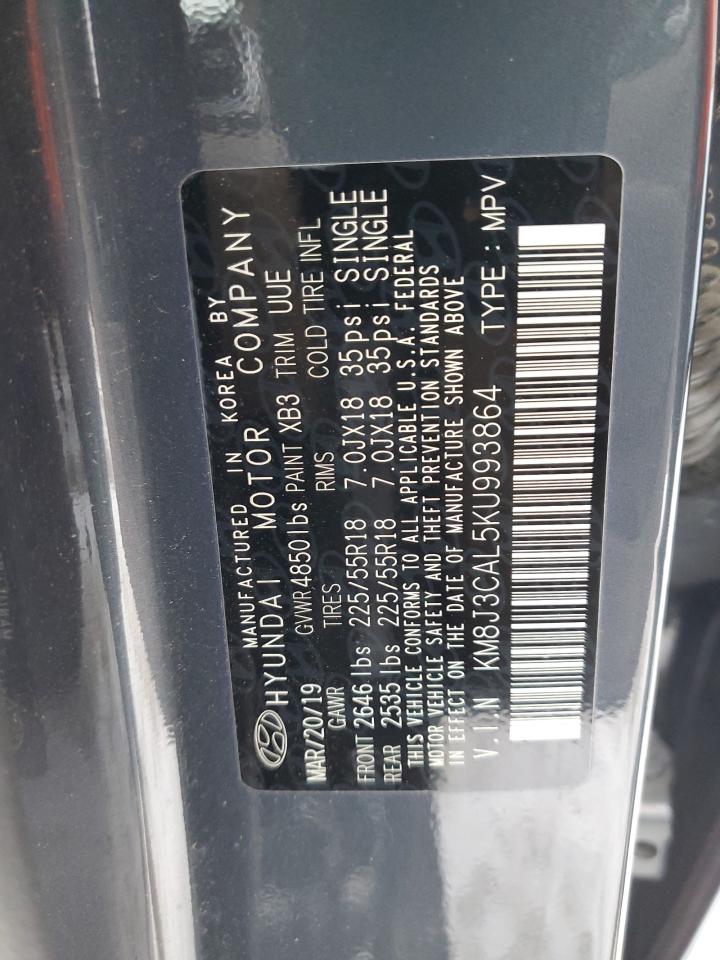 MANUFACTURED IN KOREA BY
HYUNDAI MOTOR COMPANY
MAR/20/19 GVWR 4850lbs PAINT XB3 TRIM UUE
GAWR TIRES RIMS COLD TIRE INFL
FRONT 2646 lbs 225/55R18 7.0JX18 35psi SINGLE
REAR 2535 lbs 225/55R18 7.0JX18 35psi SINGLE
THIS VEHICLE CONFORMS TO ALL APPLICABLE U.S.A. FEDERAL
MOTOR VEHICLE SAFETY AND THEFT PREVENTION STANDARDS
IN EFFECT ON THE DATE OF MANUFACTURE SHOWN ABOVE
V.I.N KM8J3CAL5KU993864 TYPE : MPV